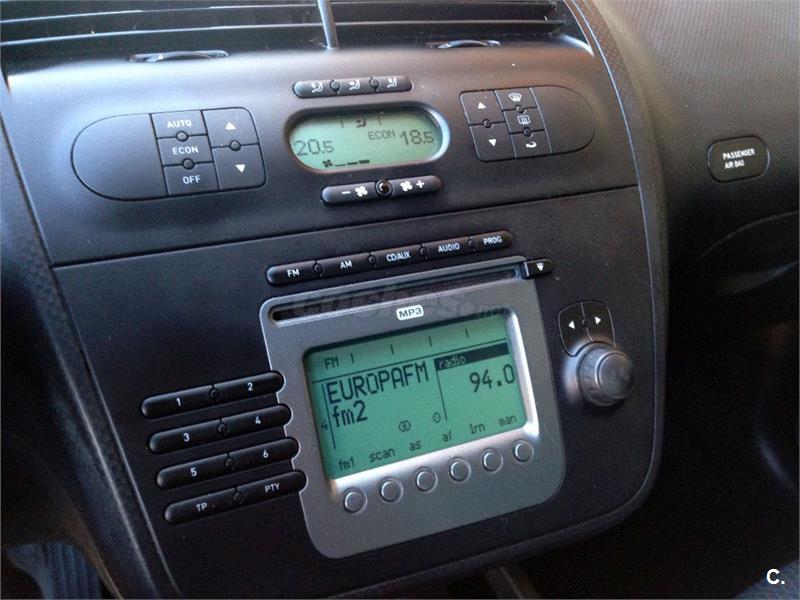 AUTO
ECON
OFF
20.5
ECON
18.5
- +
PASSENGER
AIR BAG
FM AM CD/AUX AUDIO PROG
MP3
1 2
3 4
5 6
TP PTY
FM
radio
EUROPAFM
94.0
4 fm2
fm1 scan as af lrn man
C.